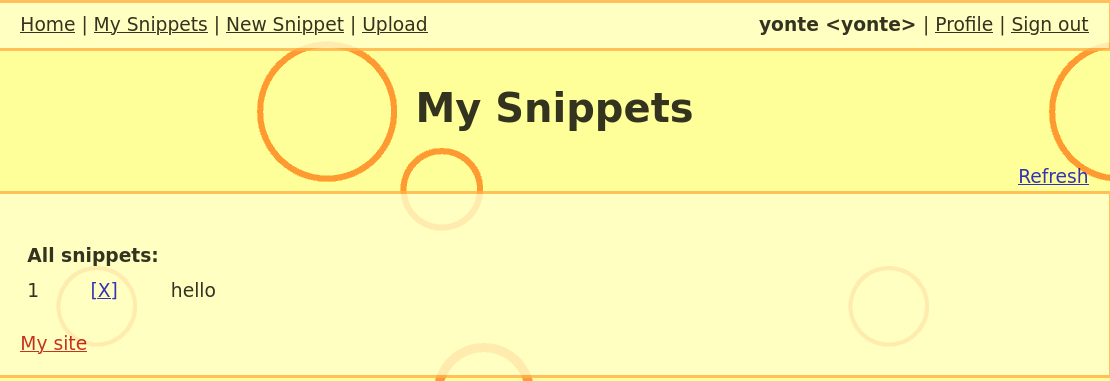 Home | My Snippets | New Snippet | Upload yonte <yonte> | Profile | Sign out
My Snippets
Refresh
All snippets:
1 [X] hello
My site